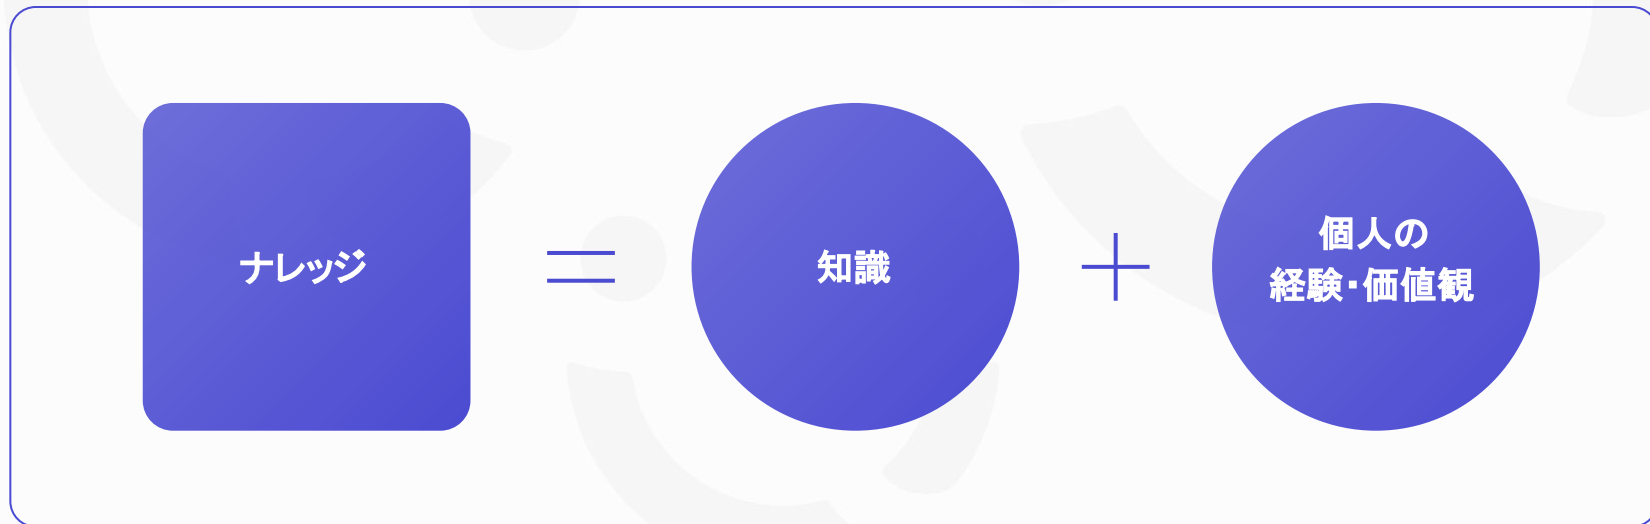 ナレッジ
=
知識
+
個人の
経験・価値観